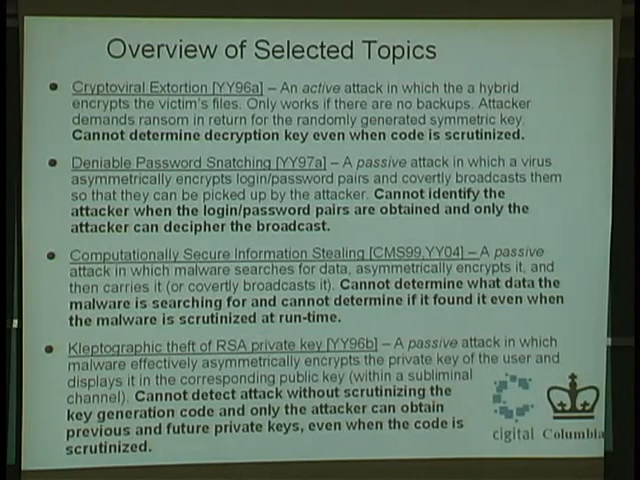 Overview of Selected Topics
Cryptoviral Extortion [YY96a] – An active attack in which the a hybrid
encrypts the victim's files. Only works if there are no backups. Attacker
demands ransom in return for the randomly generated symmetric key.
Cannot determine decryption key even when code is scrutinized.
Deniable Password Snatching [YY97a] – A passive attack in which a virus
asymmetrically encrypts login/password pairs and covertly broadcasts them
so that they can be picked up by the attacker. Cannot identify the
attacker when the login/password pairs are obtained and only the
attacker can decipher the broadcast.
Computationally Secure Information Stealing [CMS99,YY04] – A passive
attack in which malware searches for data, asymmetrically encrypts it, and
then carries it (or covertly broadcasts it). Cannot determine what data the
malware is searching for and cannot determine if it found it even when
the malware is scrutinized at run-time.
Kleptographic theft of RSA private key [YY96b] – A passive attack in which
malware effectively asymmetrically encrypts the private key of the user and
displays it in the corresponding public key (within a subliminal
channel). Cannot detect attack without scrutinizing the
key generation code and only the attacker can obtain
previous and future private keys, even when the code is
scrutinized.
cigital Columbia